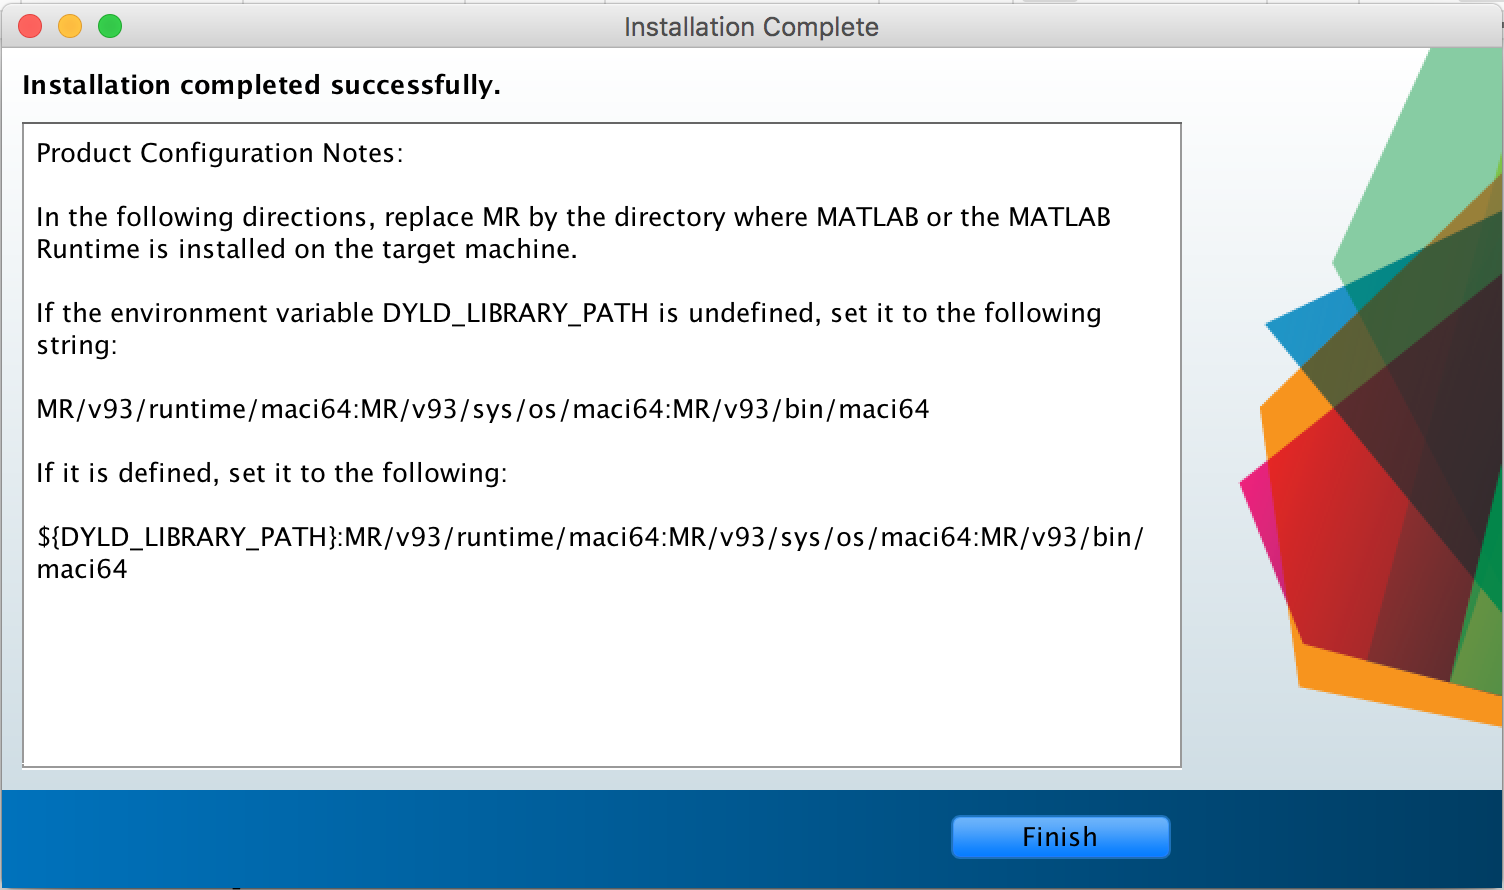 Installation Complete
Installation completed successfully.
Product Configuration Notes:
In the following directions, replace MR by the directory where MATLAB or the MATLAB
Runtime is installed on the target machine.
If the environment variable DYLD_LIBRARY_PATH is undefined, set it to the following
string:
MR/v93/runtime/maci64:MR/v93/sys/os/maci64:MR/v93/bin/maci64
If it is defined, set it to the following:
${DYLD_LIBRARY_PATH}:MR/v93/runtime/maci64:MR/v93/sys/os/maci64:MR/v93/bin/
maci64
Finish